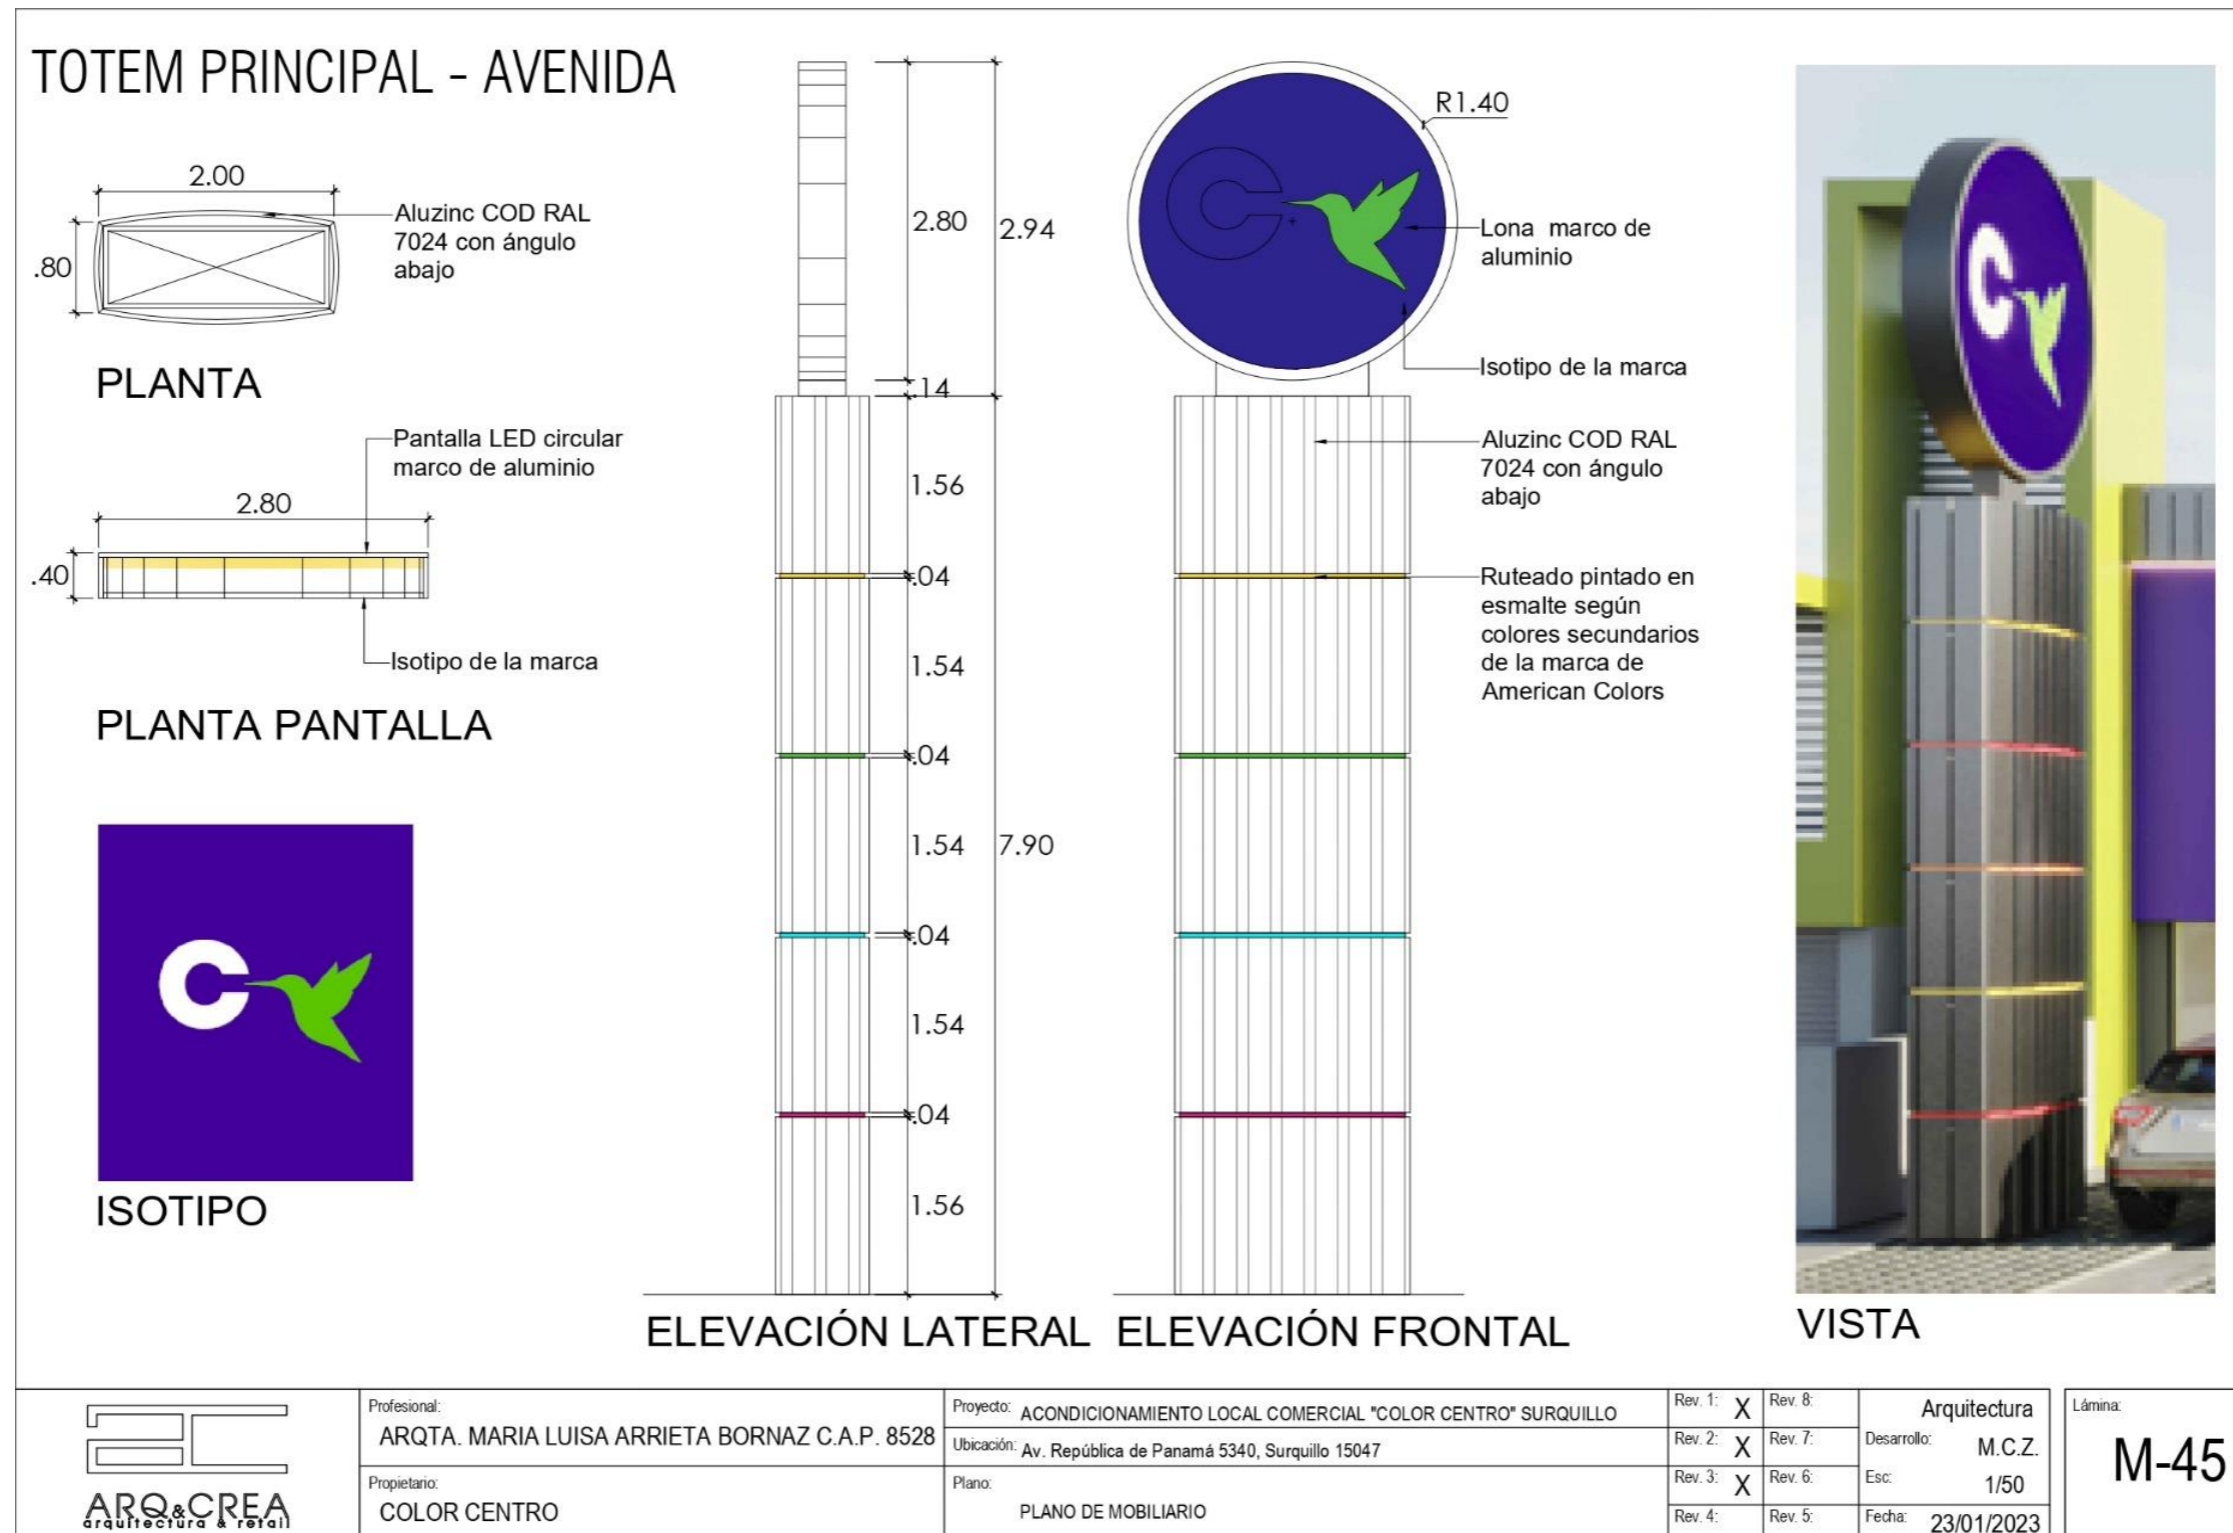 TOTEM PRINCIPAL - AVENIDA
2.00
.80
Aluzinc COD RAL
7024 con ángulo
abajo
PLANTA
Pantalla LED circular
marco de aluminio
2.80
.40
Isotipo de la marca
PLANTA PANTALLA
C
ISOTIPO
2.80
2.94
.14
1.56
.04
1.54
.04
1.54
7.90
.04
1.54
.04
1.56
ELEVACIÓN LATERAL
C
R1.40
Lona marco de
aluminio
Isotipo de la marca
Aluzinc COD RAL
7024 con ángulo
abajo
Ruteado pintado en
esmalte según
colores secundarios
de la marca de
American Colors
ELEVACIÓN FRONTAL
C
VISTA
ARQ&CREA
arquitectura & retail
Profesional:
ARQTA. MARIA LUISA ARRIETA BORNAZ C.A.P. 8528
Propietario:
COLOR CENTRO
Proyecto: ACONDICIONAMIENTO LOCAL COMERCIAL "COLOR CENTRO" SURQUILLO
Ubicación: Av. República de Panamá 5340, Surquillo 15047
Plano:
PLANO DE MOBILIARIO
Rev. 1: X Rev. 8:
Rev. 2: X Rev. 7:
Rev. 3: X Rev. 6:
Rev. 4: Rev. 5:
Arquitectura
Desarrollo: M.C.Z.
Esc: 1/50
Fecha: 23/01/2023
Lámina:
M-45